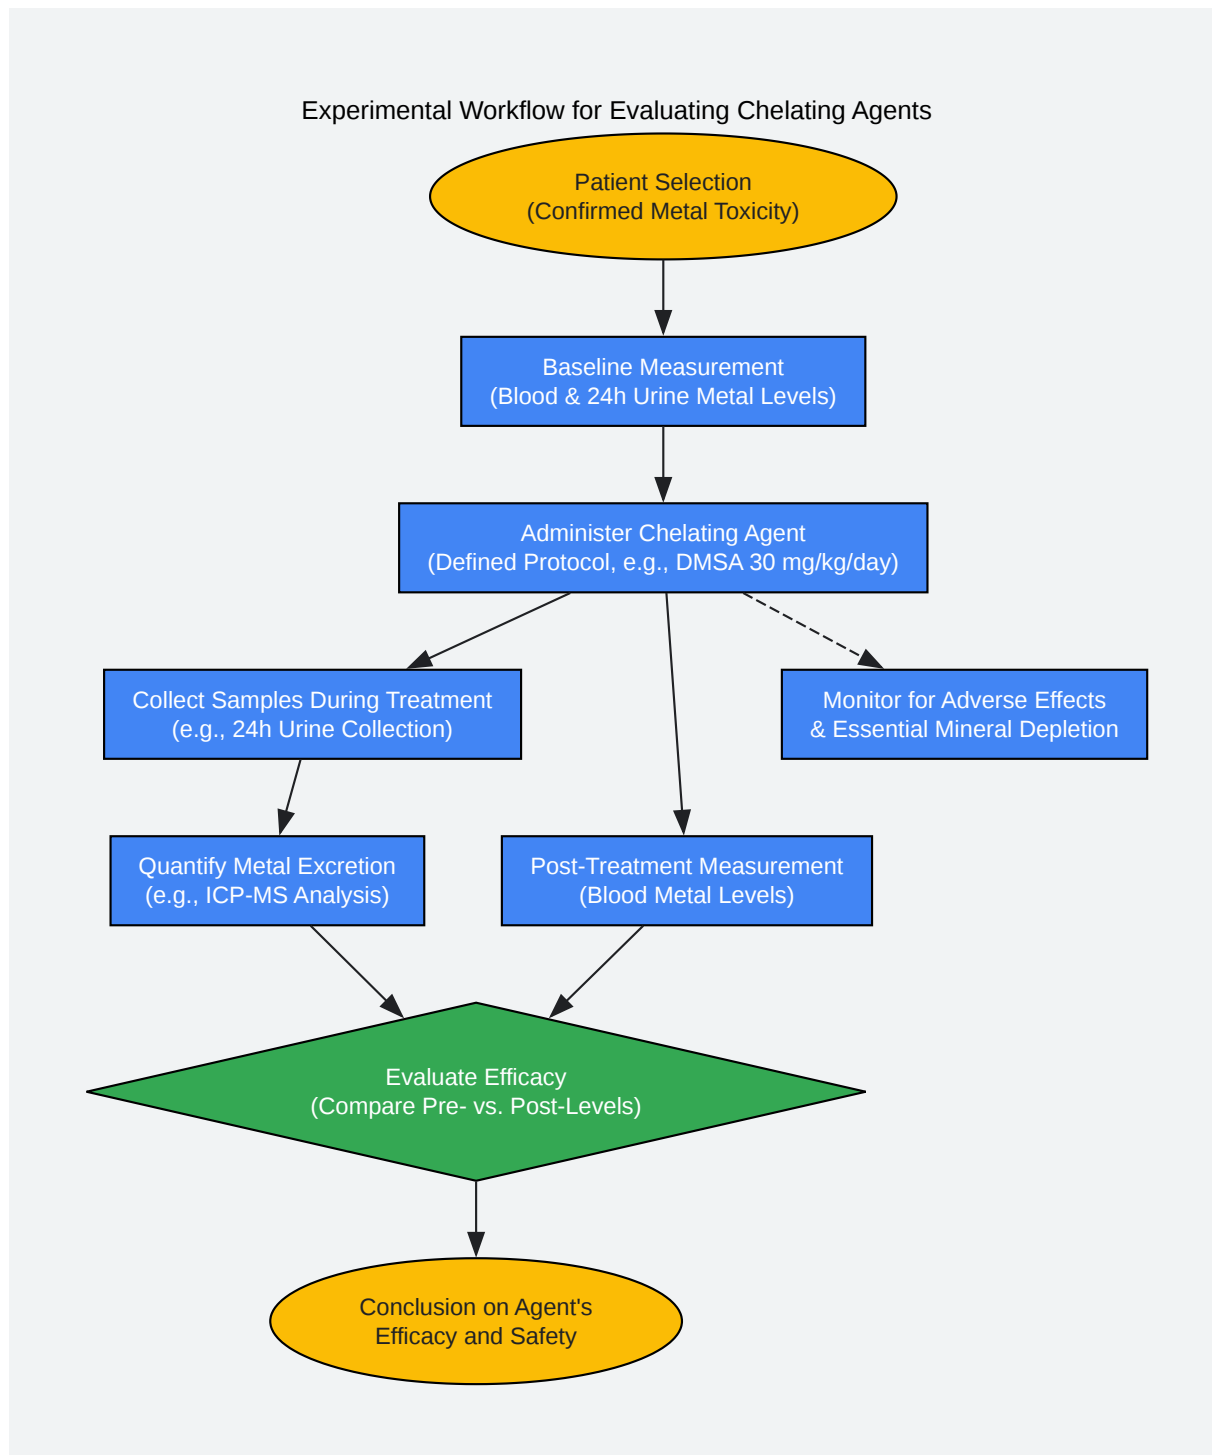 Experimental Workflow for Evaluating Chelating Agents
Patient Selection
(Confirmed Metal Toxicity)
Baseline Measurement
(Blood & 24h Urine Metal Levels)
Administer Chelating Agent
(Defined Protocol, e.g., DMSA 30 mg/kg/day)
Collect Samples During Treatment
(e.g., 24h Urine Collection)
Monitor for Adverse Effects
& Essential Mineral Depletion
Quantify Metal Excretion
(e.g., ICP-MS Analysis)
Post-Treatment Measurement
(Blood Metal Levels)
Evaluate Efficacy
(Compare Pre- vs. Post-Levels)
Conclusion on Agent's
Efficacy and Safety